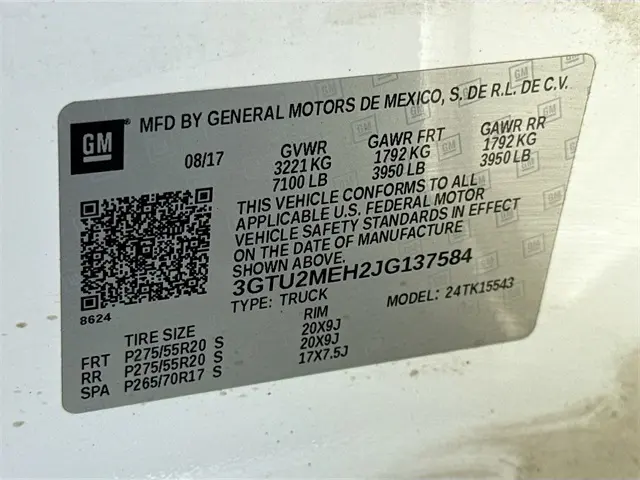 GM
MFD BY GENERAL MOTORS DE MEXICO, S. DE R.L. DE C.V.
08/17 GVWR GAWR FRT GAWR RR
3221 KG 1792 KG 1792 KG
7100 LB 3950 LB 3950 LB
THIS VEHICLE CONFORMS TO ALL
APPLICABLE U.S. FEDERAL MOTOR
VEHICLE SAFETY STANDARDS IN EFFECT
ON THE DATE OF MANUFACTURE
SHOWN ABOVE.
3GTU2MEH2JG137584
TYPE: TRUCK MODEL: 24TK15543
8624
TIRE SIZE RIM
FRT P275/55R20 S 20X9J
RR P275/55R20 S 20X9J
SPA P265/70R17 S 17X7.5J